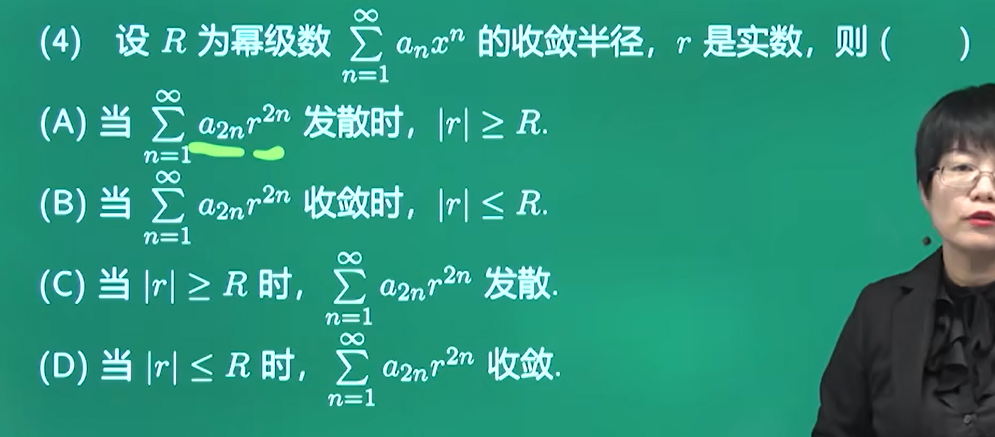 (4) 设 R 为幂级数 $\sum_{n=1}^{\infty} a_n x^n$ 的收敛半径，r 是实数，则 (    )
(A) 当 $\sum_{n=1}^{\infty} a_{2n} r^{2n}$ 发散时，$|r| \geq R$.
(B) 当 $\sum_{n=1}^{\infty} a_{2n} r^{2n}$ 收敛时，$|r| \leq R$.
(C) 当 $|r| \geq R$ 时，$\sum_{n=1}^{\infty} a_{2n} r^{2n}$ 发散.
(D) 当 $|r| \leq R$ 时，$\sum_{n=1}^{\infty} a_{2n} r^{2n}$ 收敛.